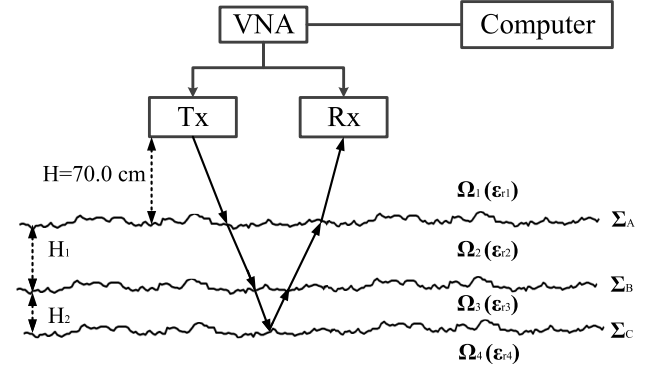 VNA
Computer
Tx
Rx
H=70.0 cm
Ω1 (εr1)
ΣA
H1
Ω2 (εr2)
ΣB
H2
Ω3 (εr3)
ΣC
Ω4 (εr4)